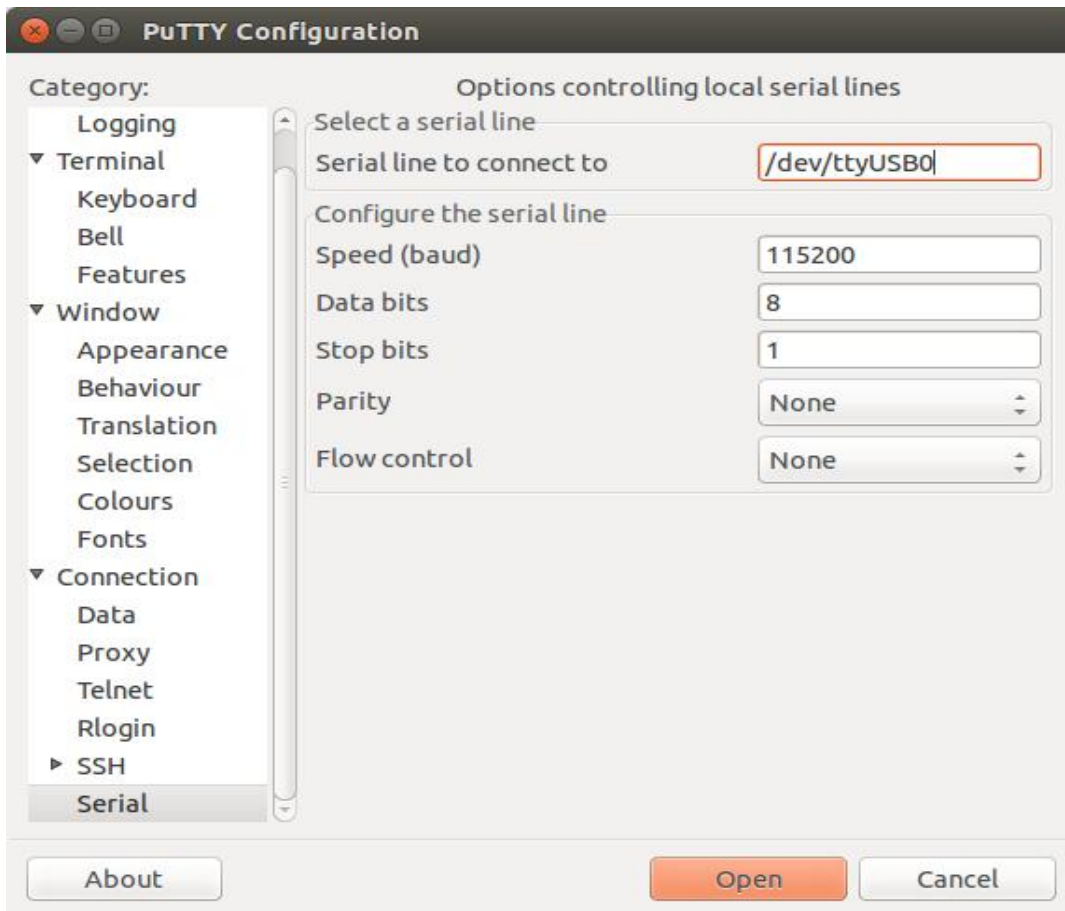 PuTTY Configuration
Category:
Logging
Terminal
Keyboard
Bell
Features
Window
Appearance
Behaviour
Translation
Selection
Colours
Fonts
Connection
Data
Proxy
Telnet
Rlogin
SSH
Serial
Options controlling local serial lines
Select a serial line
Serial line to connect to /dev/ttyUSB0
Configure the serial line
Speed (baud) 115200
Data bits 8
Stop bits 1
Parity None
Flow control None
About Open Cancel